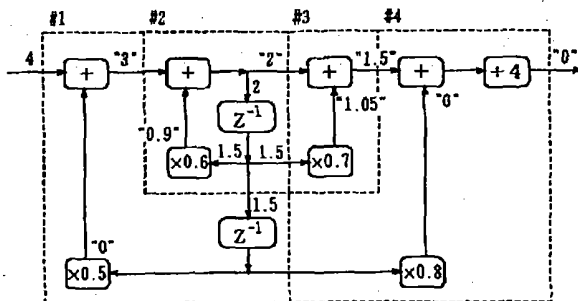 #1 #2 #3 #4
4 + "3" + "2" + "1.5" + "0" ÷4 "0"
2
Z⁻¹
"0.9" "1.05"
×0.6 1.5 1.5 ×0.7
1.5
Z⁻¹
"0"
×0.5 ×0.8